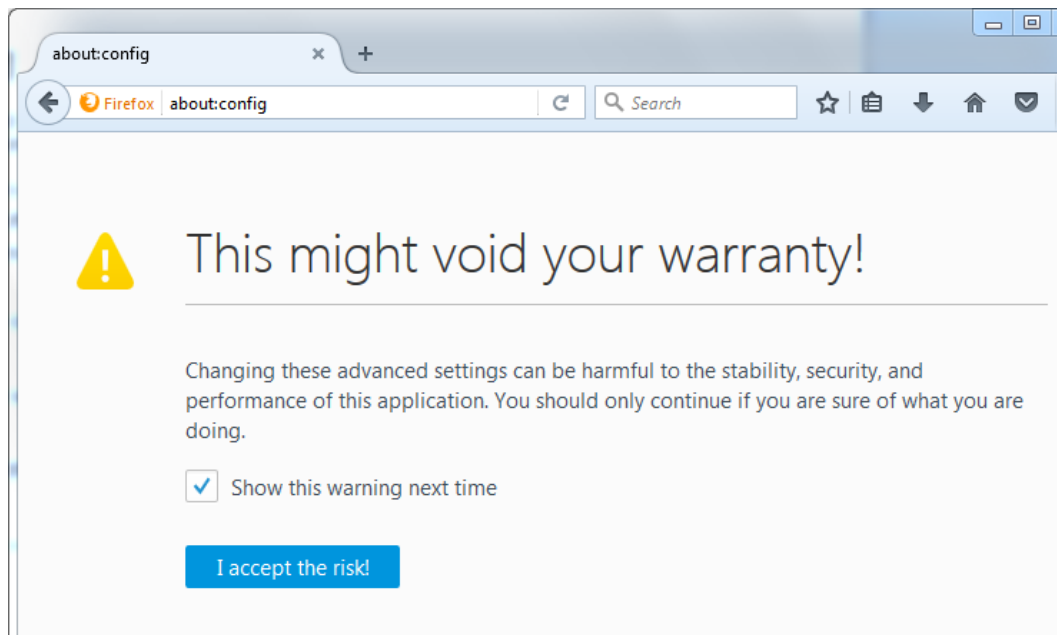 about:config
Firefox about:config Search
This might void your warranty!
Changing these advanced settings can be harmful to the stability, security, and
performance of this application. You should only continue if you are sure of what you are
doing.
Show this warning next time
I accept the risk!